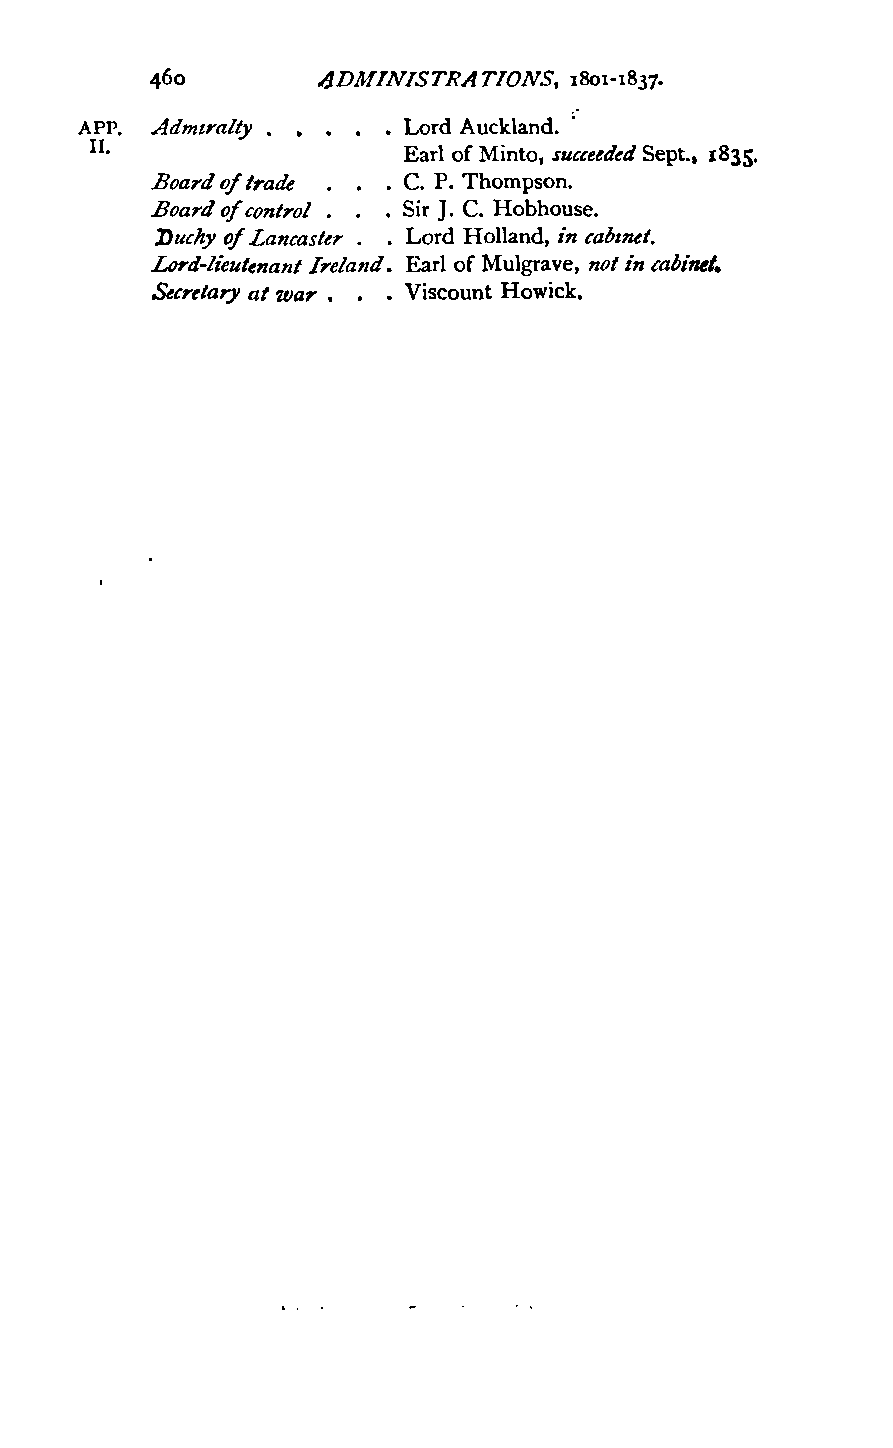 460 ADMINISTRATIONS, 1801-1837.
APP. II. Admiralty . . . . . Lord Auckland.
Earl of Minto, succeeded Sept., 1835.
Board of trade . . . C. P. Thompson.
Board of control . . . Sir J. C. Hobhouse.
Duchy of Lancaster . . Lord Holland, in cabinet.
Lord-lieutenant Ireland. Earl of Mulgrave, not in cabinet.
Secretary at war . . . Viscount Howick.